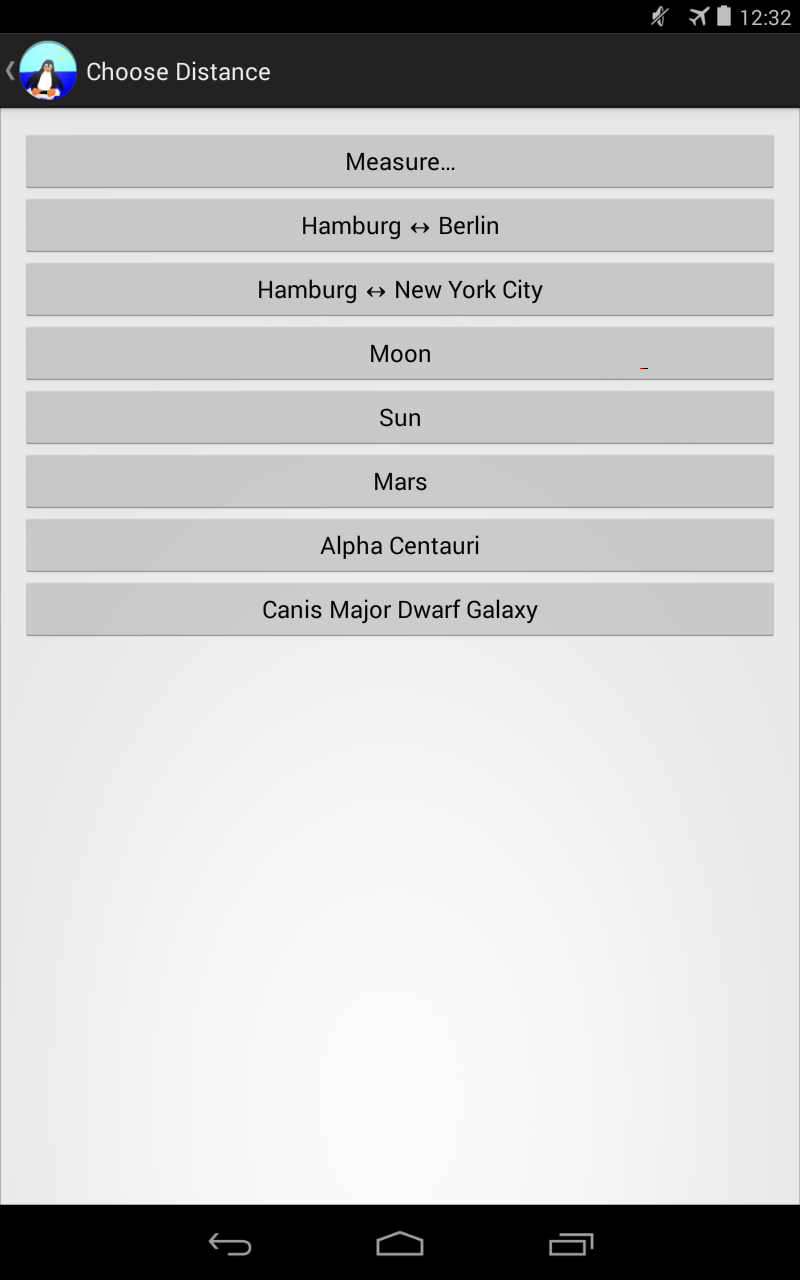 12:32
Choose Distance
Measure…
Hamburg ↔ Berlin
Hamburg ↔ New York City
Moon
Sun
Mars
Alpha Centauri
Canis Major Dwarf Galaxy